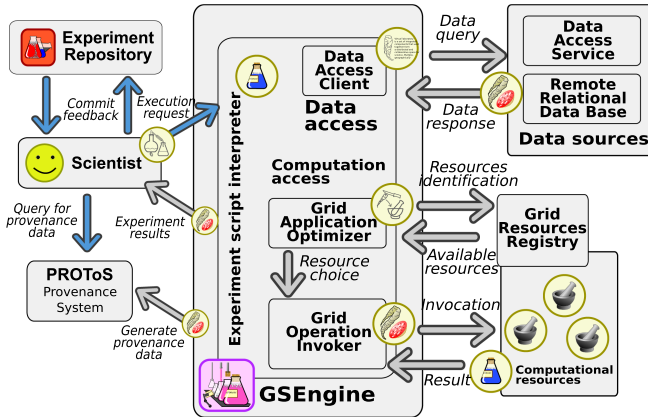 Experiment
Repository
Commit
feedback
Execution
request
Scientist
Query for
provenance
data
Experiment
results
PROToS
Provenance
System
Generate
provenance
data
Experiment script interpreter
Data
Access
Client
Data
access
Computation
access
Grid
Application
Optimizer
Resource
choice
Grid
Operation
Invoker
GSEngine
Data
query
Data
response
Data
Access
Service
Remote
Relational
Data Base
Data sources
Resources
identification
Available
resources
Grid
Resources
Registry
Invocation
Result
Computational
resources